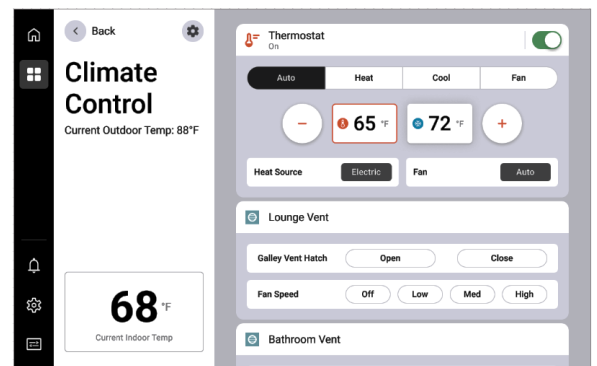 Back
Climate
Control
Current Outdoor Temp: 88°F
68 °F
Current Indoor Temp
Thermostat
On
Auto Heat Cool Fan
− 65 °F 72 °F +
Heat Source Electric Fan Auto
Lounge Vent
Galley Vent Hatch Open Close
Fan Speed Off Low Med High
Bathroom Vent